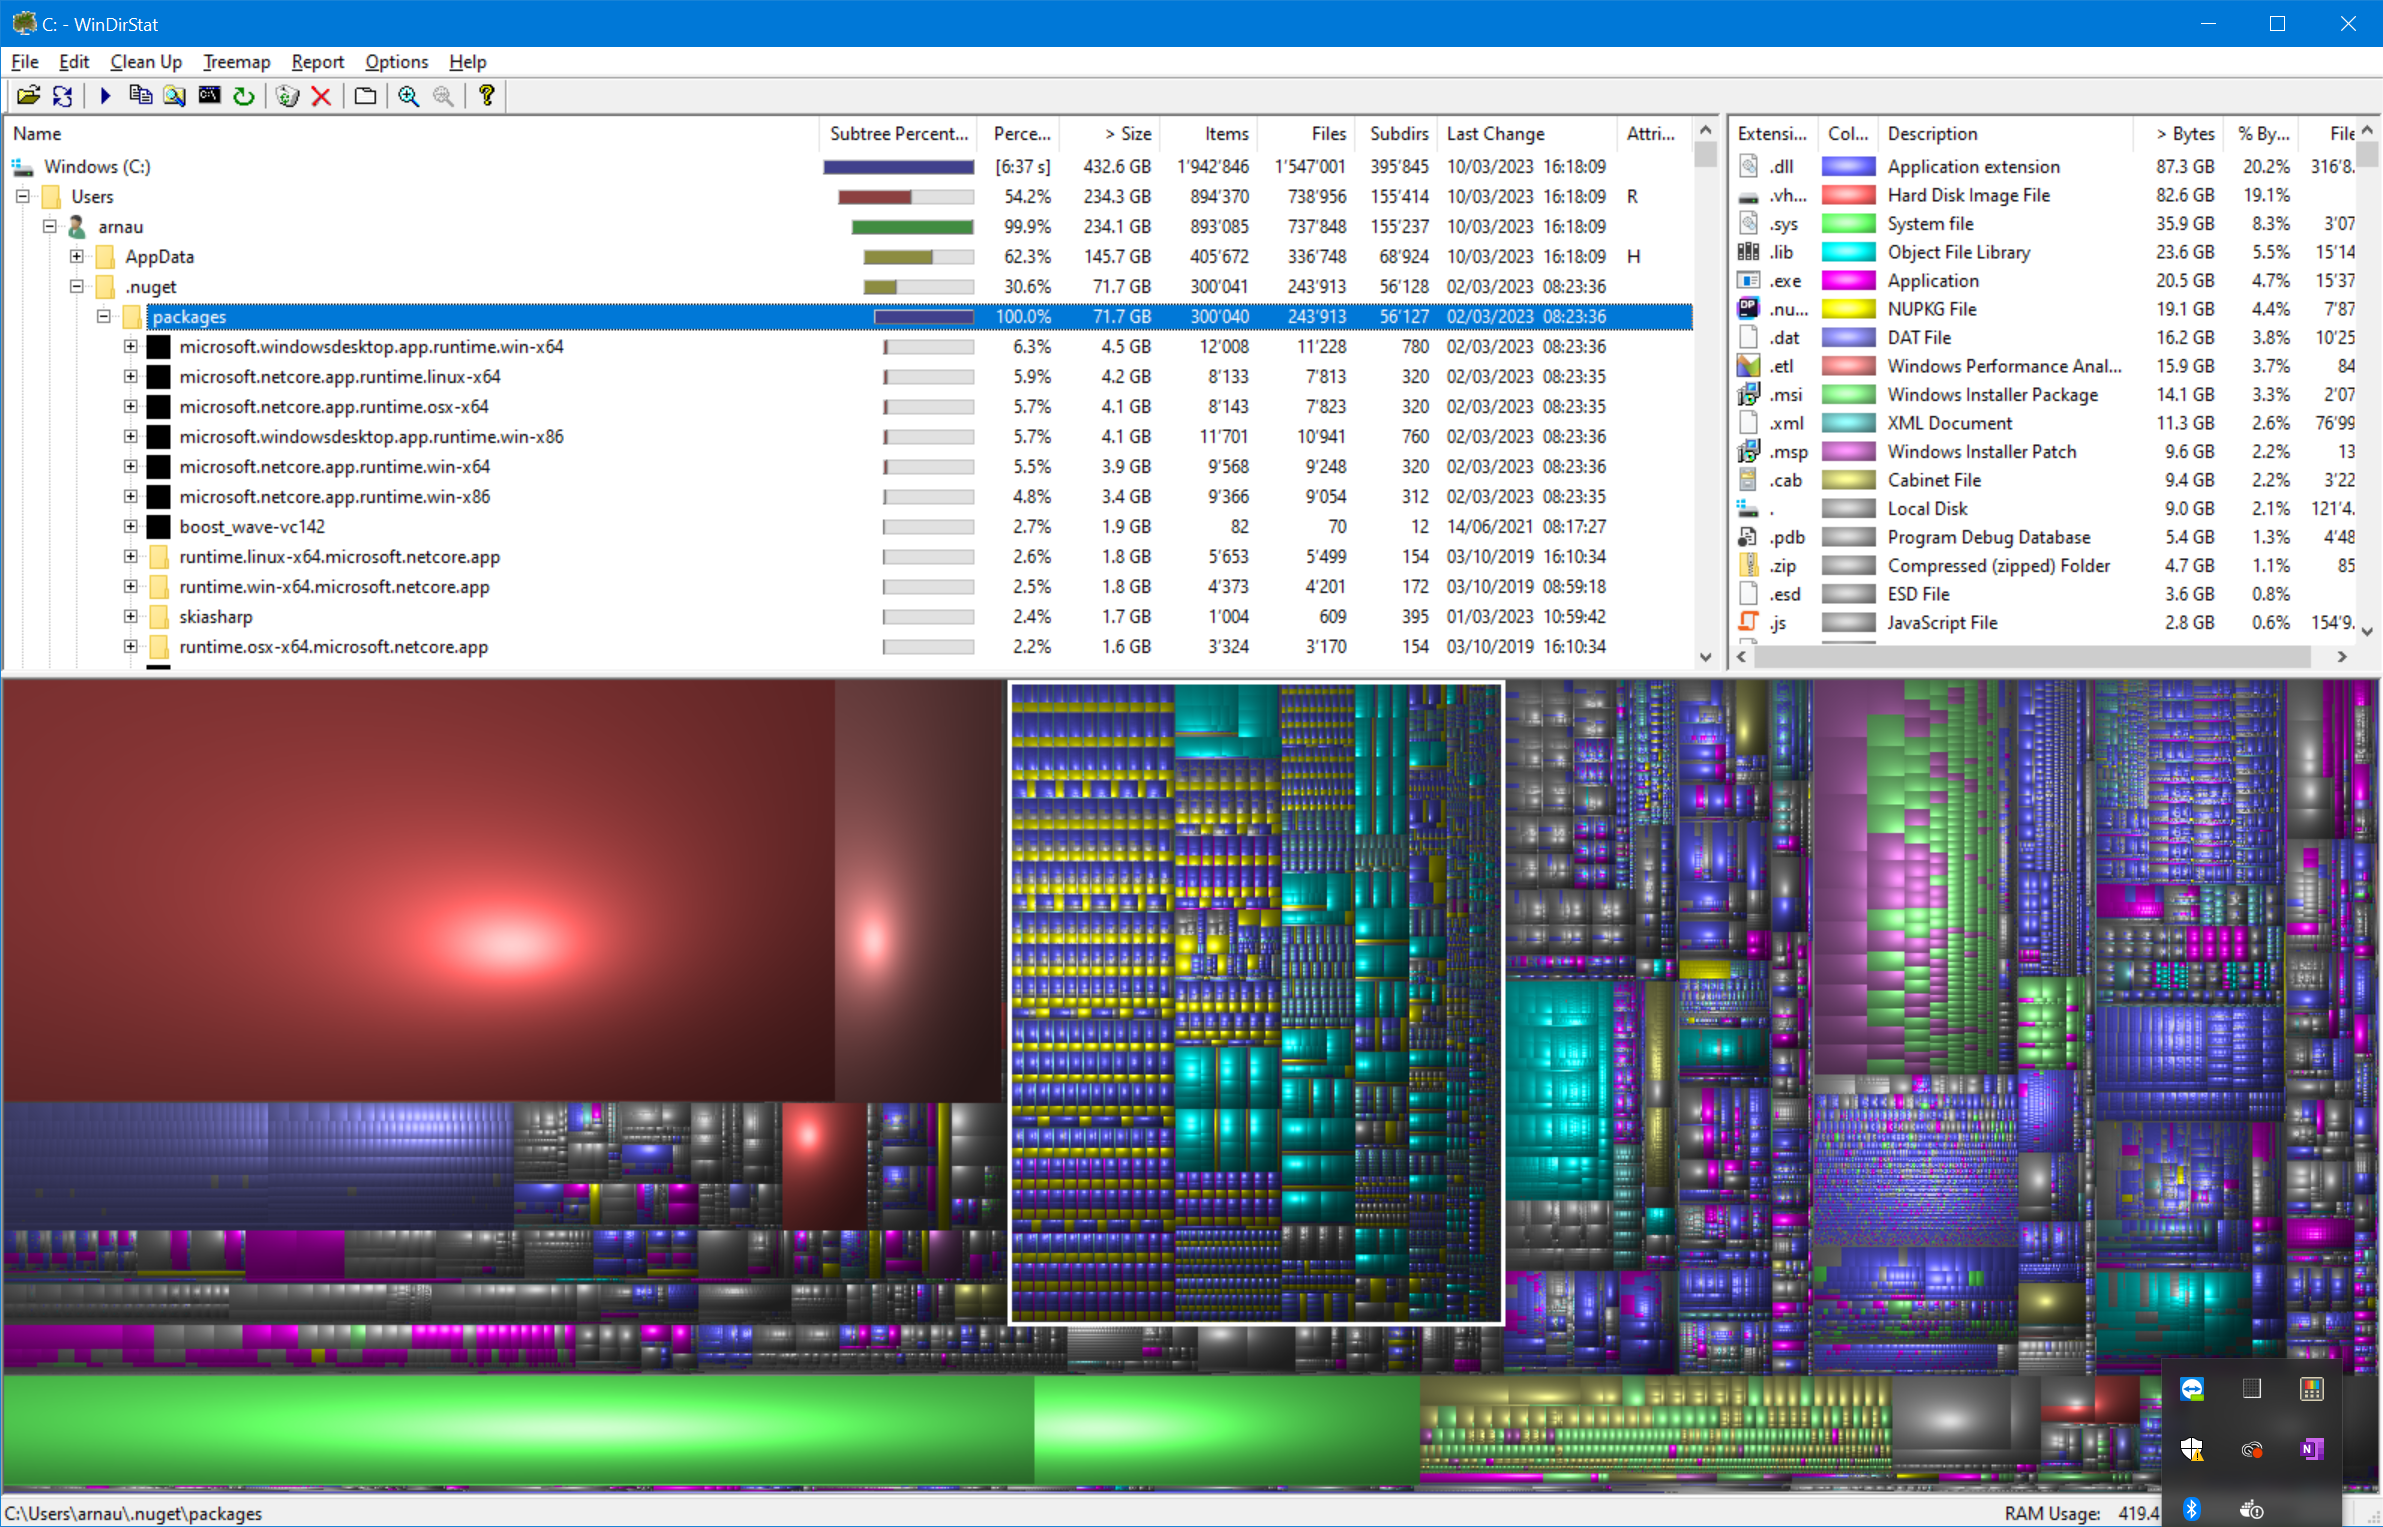 C: - WinDirStat
File Edit Clean Up Treemap Report Options Help
Name Subtree Percent... Perce... > Size Items Files Subdirs Last Change Attri...
Windows (C:) [6:37 s] 432.6 GB 1'942'846 1'547'001 395'845 10/03/2023 16:18:09
Users 54.2% 234.3 GB 894'370 738'956 155'414 10/03/2023 16:18:09 R
arnau 99.9% 234.1 GB 893'085 737'848 155'237 10/03/2023 16:18:09
AppData 62.3% 145.7 GB 405'672 336'748 68'924 10/03/2023 16:18:09 H
.nuget 30.6% 71.7 GB 300'041 243'913 56'128 02/03/2023 08:23:36
packages 100.0% 71.7 GB 300'040 243'913 56'127 02/03/2023 08:23:36
microsoft.windowsdesktop.app.runtime.win-x64 6.3% 4.5 GB 12'008 11'228 780 02/03/2023 08:23:36
microsoft.netcore.app.runtime.linux-x64 5.9% 4.2 GB 8'133 7'813 320 02/03/2023 08:23:35
microsoft.netcore.app.runtime.osx-x64 5.7% 4.1 GB 8'143 7'823 320 02/03/2023 08:23:35
microsoft.windowsdesktop.app.runtime.win-x86 5.7% 4.1 GB 11'701 10'941 760 02/03/2023 08:23:36
microsoft.netcore.app.runtime.win-x64 5.5% 3.9 GB 9'568 9'248 320 02/03/2023 08:23:36
microsoft.netcore.app.runtime.win-x86 4.8% 3.4 GB 9'366 9'054 312 02/03/2023 08:23:35
boost_wave-vc142 2.7% 1.9 GB 82 70 12 14/06/2021 08:17:27
runtime.linux-x64.microsoft.netcore.app 2.6% 1.8 GB 5'653 5'499 154 03/10/2019 16:10:34
runtime.win-x64.microsoft.netcore.app 2.5% 1.8 GB 4'373 4'201 172 03/10/2019 08:59:18
skiasharp 2.4% 1.7 GB 1'004 609 395 01/03/2023 10:59:42
runtime.osx-x64.microsoft.netcore.app 2.2% 1.6 GB 3'324 3'170 154 03/10/2019 16:10:34
Extensi... Col... Description > Bytes % By... File
.dll Application extension 87.3 GB 20.2% 316'8.
.vh... Hard Disk Image File 82.6 GB 19.1%
.sys System file 35.9 GB 8.3% 3'07
.lib Object File Library 23.6 GB 5.5% 15'14
.exe Application 20.5 GB 4.7% 15'37
.nu... NUPKG File 19.1 GB 4.4% 7'87
.dat DAT File 16.2 GB 3.8% 10'25
.etl Windows Performance Anal... 15.9 GB 3.7% 84
.msi Windows Installer Package 14.1 GB 3.3% 2'07
.xml XML Document 11.3 GB 2.6% 76'99
.msp Windows Installer Patch 9.6 GB 2.2% 13
.cab Cabinet File 9.4 GB 2.2% 3'22
. Local Disk 9.0 GB 2.1% 121'4.
.pdb Program Debug Database 5.4 GB 1.3% 4'48
.zip Compressed (zipped) Folder 4.7 GB 1.1% 85
.esd ESD File 3.6 GB 0.8%
.js JavaScript File 2.8 GB 0.6% 154'9.
C:\Users\arnau\.nuget\packages
RAM Usage: 419.4